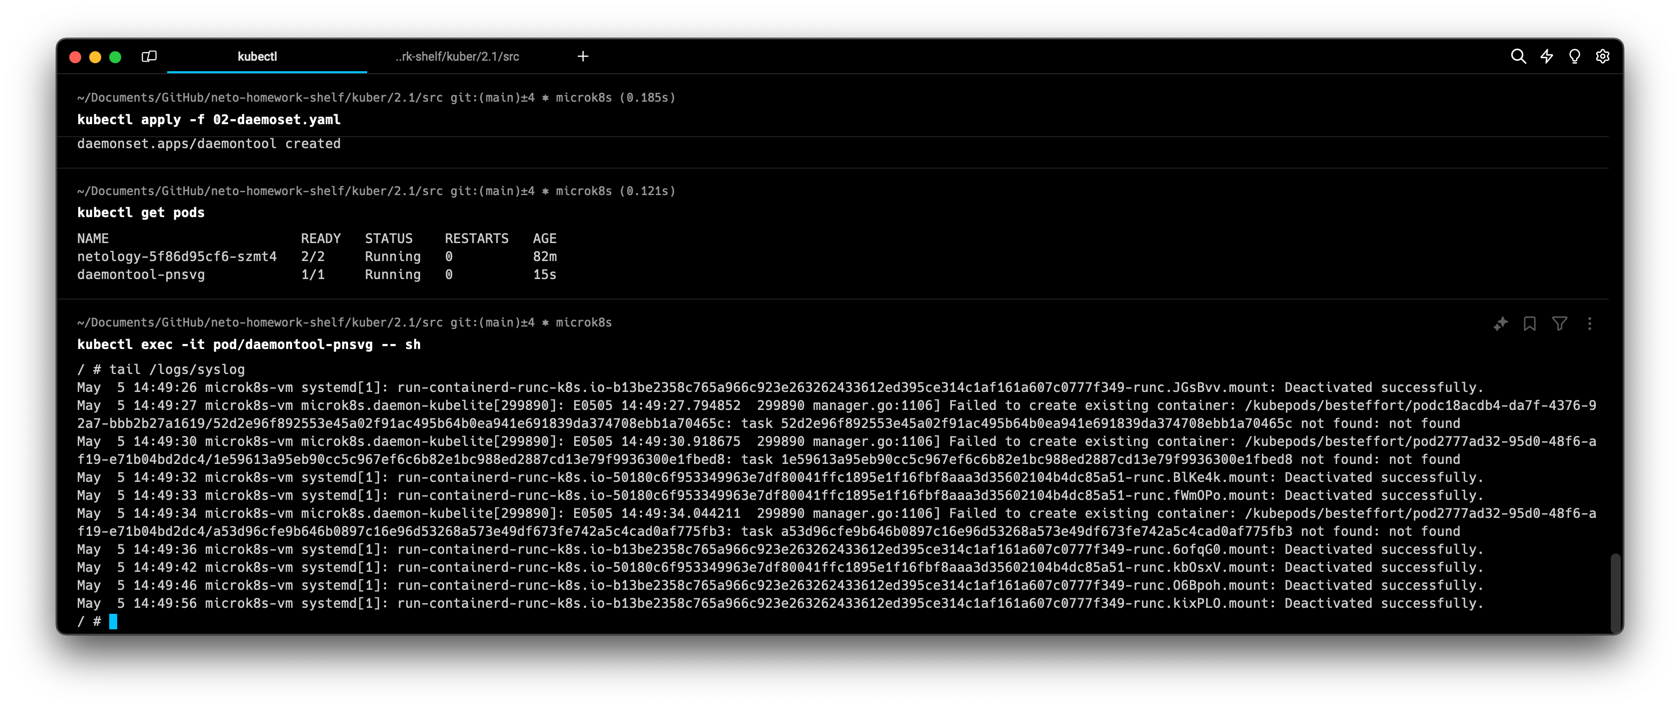 kubectl
..rk-shelf/kuber/2.1/src
+
~/Documents/GitHub/neto-homework-shelf/kuber/2.1/src git:(main)±4 ⎈ microk8s (0.185s)
kubectl apply -f 02-daemoset.yaml
daemonset.apps/daemontool created
~/Documents/GitHub/neto-homework-shelf/kuber/2.1/src git:(main)±4 ⎈ microk8s (0.121s)
kubectl get pods
NAME READY STATUS RESTARTS AGE
netology-5f86d95cf6-szmt4 2/2 Running 0 82m
daemontool-pnsvg 1/1 Running 0 15s
~/Documents/GitHub/neto-homework-shelf/kuber/2.1/src git:(main)±4 ⎈ microk8s
kubectl exec -it pod/daemontool-pnsvg -- sh
/ # tail /logs/syslog
May  5 14:49:26 microk8s-vm systemd[1]: run-containerd-runc-k8s.io-b13be2358c765a966c923e263262433612ed395ce314c1af161a607c0777f349-runc.JGsBvv.mount: Deactivated successfully.
May  5 14:49:27 microk8s-vm microk8s.daemon-kubelite[299890]: E0505 14:49:27.794852  299890 manager.go:1106] Failed to create existing container: /kubepods/besteffort/podc18acdb4-da7f-4376-9
2a7-bbb2b27a1619/52d2e96f892553e45a02f91ac495b64b0ea941e691839da374708ebb1a70465c: task 52d2e96f892553e45a02f91ac495b64b0ea941e691839da374708ebb1a70465c not found: not found
May  5 14:49:30 microk8s-vm microk8s.daemon-kubelite[299890]: E0505 14:49:30.918675  299890 manager.go:1106] Failed to create existing container: /kubepods/besteffort/pod2777ad32-95d0-48f6-a
f19-e71b04bd2dc4/1e59613a95eb90cc5c967ef6c6b82e1bc988ed2887cd13e79f9936300e1fbed8: task 1e59613a95eb90cc5c967ef6c6b82e1bc988ed2887cd13e79f9936300e1fbed8 not found: not found
May  5 14:49:32 microk8s-vm systemd[1]: run-containerd-runc-k8s.io-50180c6f953349963e7df80041ffc1895e1f16fbf8aaa3d35602104b4dc85a51-runc.BlKe4k.mount: Deactivated successfully.
May  5 14:49:33 microk8s-vm systemd[1]: run-containerd-runc-k8s.io-50180c6f953349963e7df80041ffc1895e1f16fbf8aaa3d35602104b4dc85a51-runc.fWmOPo.mount: Deactivated successfully.
May  5 14:49:34 microk8s-vm microk8s.daemon-kubelite[299890]: E0505 14:49:34.044211  299890 manager.go:1106] Failed to create existing container: /kubepods/besteffort/pod2777ad32-95d0-48f6-a
f19-e71b04bd2dc4/a53d96cfe9b646b0897c16e96d53268a573e49df673fe742a5c4cad0af775fb3: task a53d96cfe9b646b0897c16e96d53268a573e49df673fe742a5c4cad0af775fb3 not found: not found
May  5 14:49:36 microk8s-vm systemd[1]: run-containerd-runc-k8s.io-b13be2358c765a966c923e263262433612ed395ce314c1af161a607c0777f349-runc.6ofqG0.mount: Deactivated successfully.
May  5 14:49:42 microk8s-vm systemd[1]: run-containerd-runc-k8s.io-50180c6f953349963e7df80041ffc1895e1f16fbf8aaa3d35602104b4dc85a51-runc.kbOsxV.mount: Deactivated successfully.
May  5 14:49:46 microk8s-vm systemd[1]: run-containerd-runc-k8s.io-b13be2358c765a966c923e263262433612ed395ce314c1af161a607c0777f349-runc.O6Bpoh.mount: Deactivated successfully.
May  5 14:49:56 microk8s-vm systemd[1]: run-containerd-runc-k8s.io-b13be2358c765a966c923e263262433612ed395ce314c1af161a607c0777f349-runc.kixPLO.mount: Deactivated successfully.
/ #